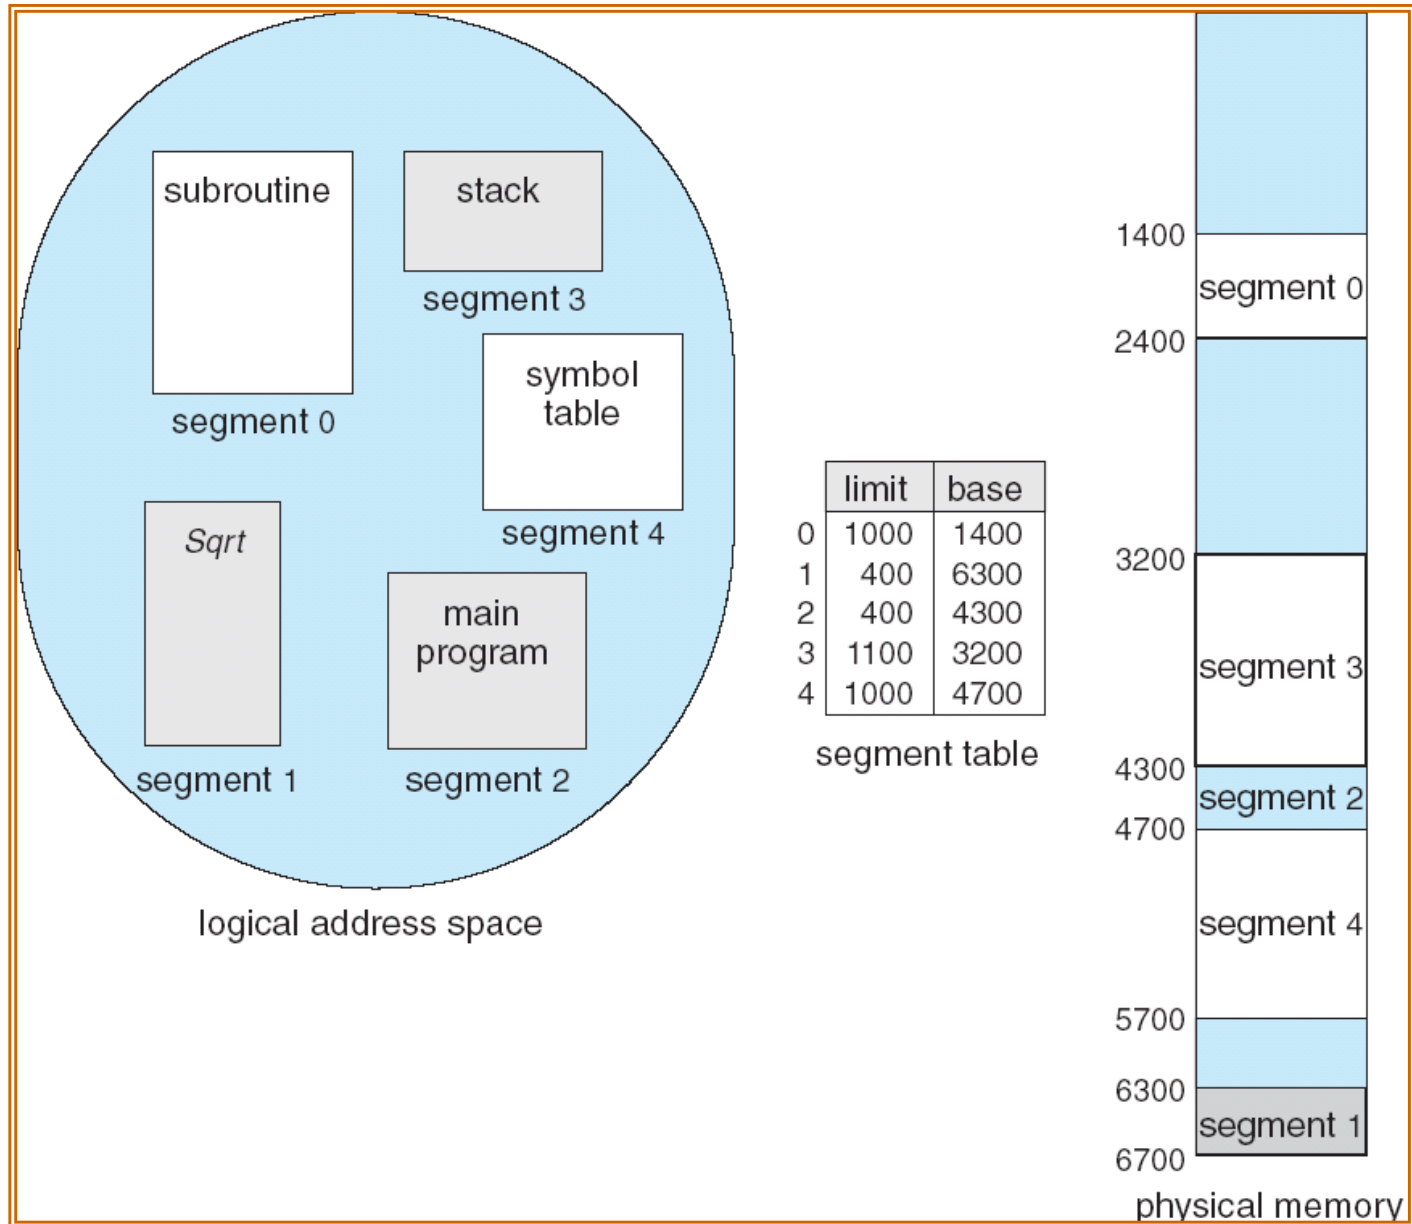 subroutine
segment 0
stack
segment 3
symbol
table
segment 4
Sqrt
segment 1
main
program
segment 2
logical address space
limit base
0 1000 1400
1 400 6300
2 400 4300
3 1100 3200
4 1000 4700
segment table
1400
segment 0
2400
3200
segment 3
4300
segment 2
4700
segment 4
5700
6300
segment 1
6700
physical memory